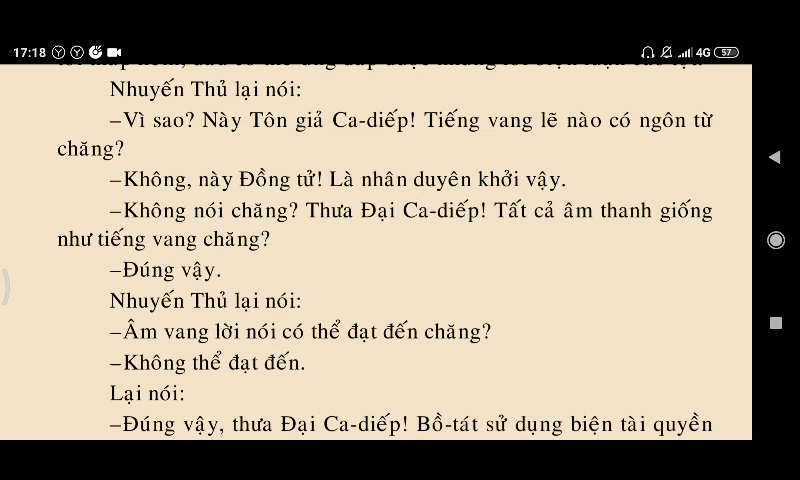 17:18
4G 57
Nhuyến Thủ lại nói:
–Vì sao? Này Tôn giả Ca-diếp! Tiếng vang lẽ nào có ngôn từ
chăng?
–Không, này Đồng tử! Là nhân duyên khởi vậy.
–Không nói chăng? Thưa Đại Ca-diếp! Tất cả âm thanh giống
như tiếng vang chăng?
–Đúng vậy.
Nhuyến Thủ lại nói:
–Âm vang lời nói có thể đạt đến chăng?
–Không thể đạt đến.
Lại nói:
–Đúng vậy, thưa Đại Ca-diếp! Bồ-tát sử dụng biện tài quyền